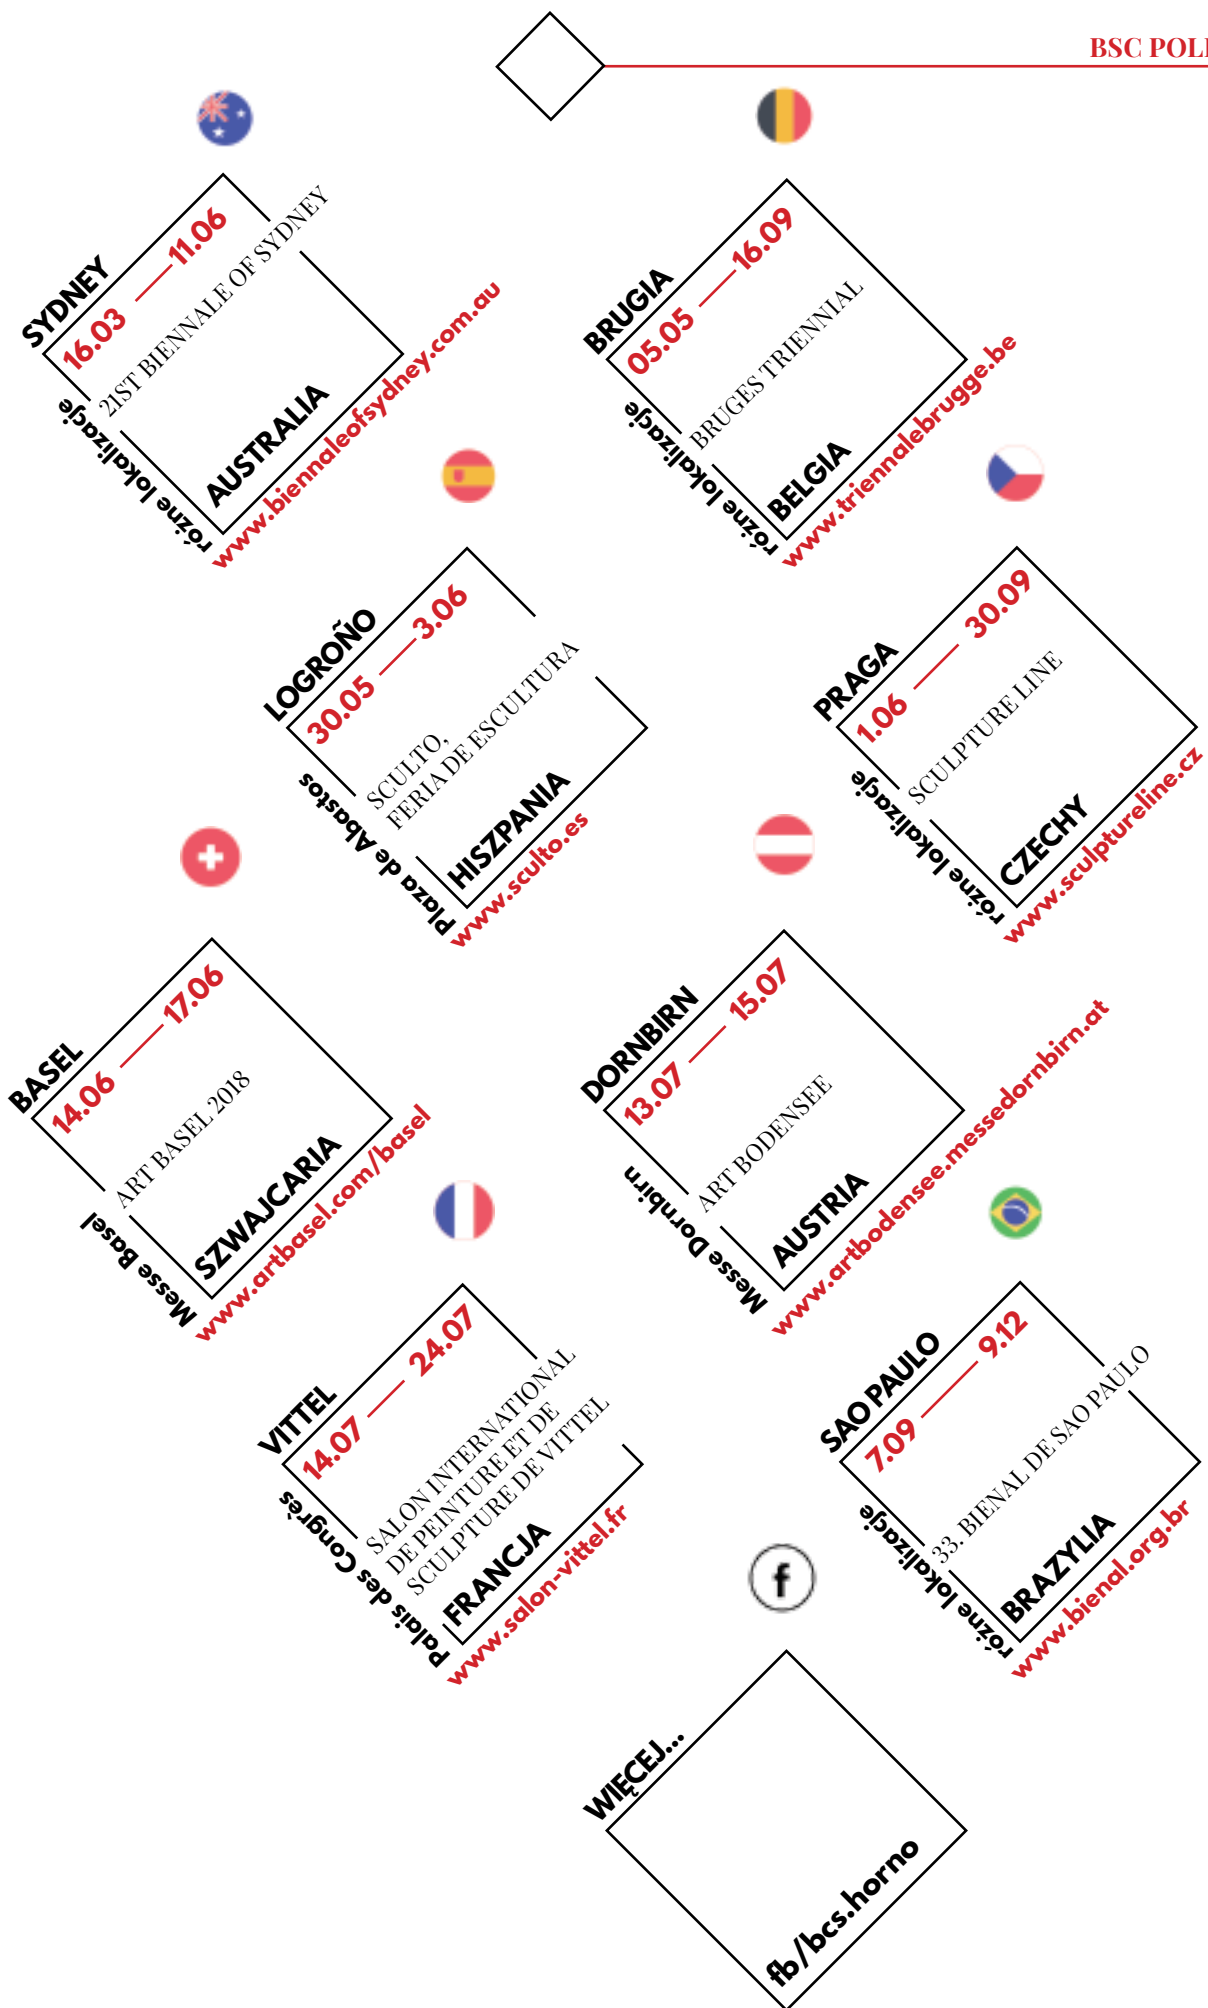 BSC POL
SYDNEY
16.03 — 11.06
21ST BIENNALE OF SYDNEY
AUSTRALIA
różne lokalizacje
www.biennaleofsydney.com.au
BRUGIA
05.05 — 16.09
BRUGES TRIENNIAL
BELGIA
różne lokalizacje
www.triennalebrugge.be
LOGROÑO
30.05 — 3.06
SCULTO,
FERIA DE ESCULTURA
HISZPANIA
Plaza de Abastos
www.sculto.es
PRAGA
1.06 — 30.09
SCULPTURE LINE
CZECHY
różne lokalizacje
www.sculptureline.cz
BASEL
14.06 — 17.06
ART BASEL 2018
SZWAJCARIA
Messe Basel
www.artbasel.com/basel
DORNBIRN
13.07 — 15.07
ART BODENSEE
AUSTRIA
Messe Dornbirn
www.artbodensee.messedornbirn.at
VITTEL
14.07 — 24.07
SALON INTERNATIONAL
DE PEINTURE ET DE
SCULPTURE DE VITTEL
FRANCJA
Palais des Congrès
www.salon-vittel.fr
SAO PAULO
7.09 — 9.12
33. BIENAL DE SAO PAULO
BRAZYLIA
różne lokalizacje
www.bienal.org.br
f
WIĘCEJ...
fb/bcs.horno